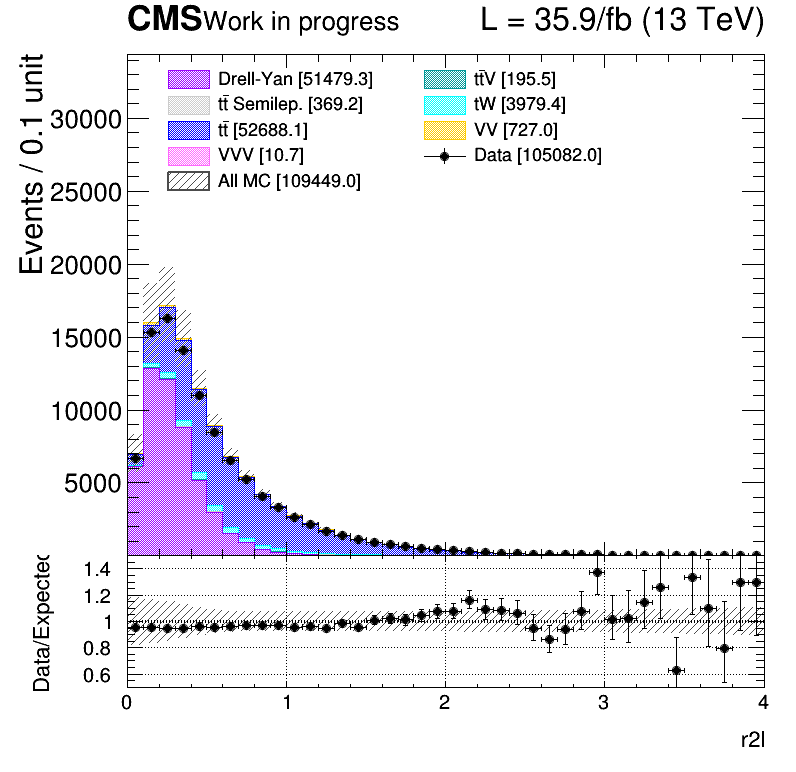 CMS Work in progress L = 35.9/fb (13 TeV)
Drell-Yan [51479.3] tt̄V [195.5]
tt̄ Semilep. [369.2] tW [3979.4]
tt̄ [52688.1] VV [727.0]
VVV [10.7] Data [105082.0]
All MC [109449.0]
Events / 0.1 unit
30000
25000
20000
15000
10000
5000
Data/Expected
1.4
1.2
1
0.8
0.6
0 1 2 3 4
r2l